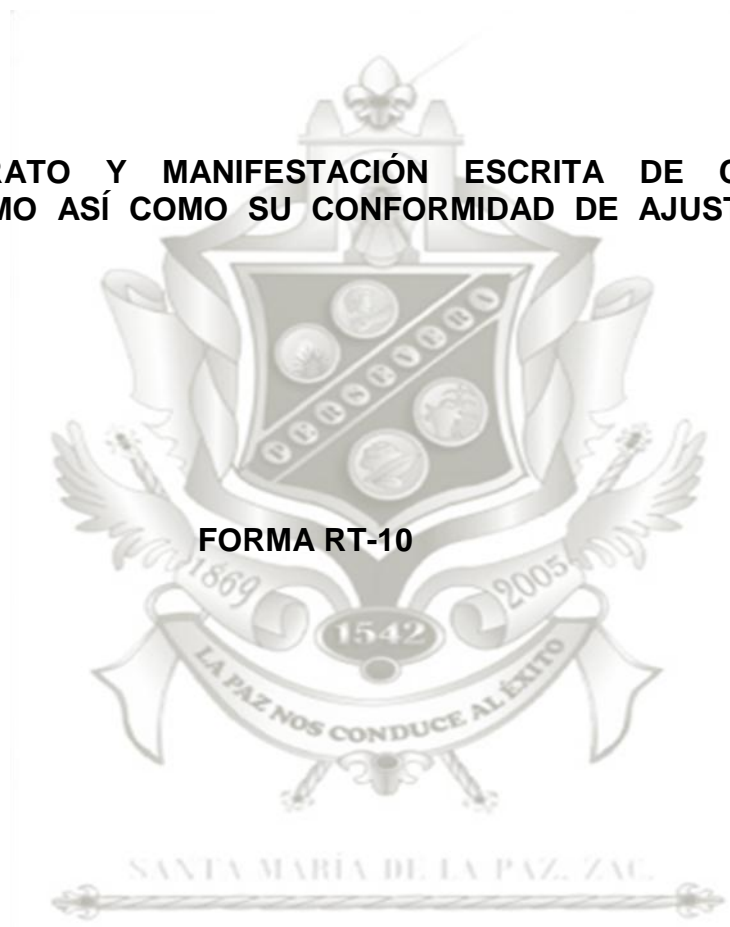 RATO Y MANIFESTACIÓN ESCRITA DE
MO ASÍ COMO SU CONFORMIDAD DE AJUST
PERSEVERA
FORMA RT-10
1869
2005
1542
LA PAZ NOS CONDUCE AL ÉXITO
SANTA MARÍA DE LA PAZ, ZAC.